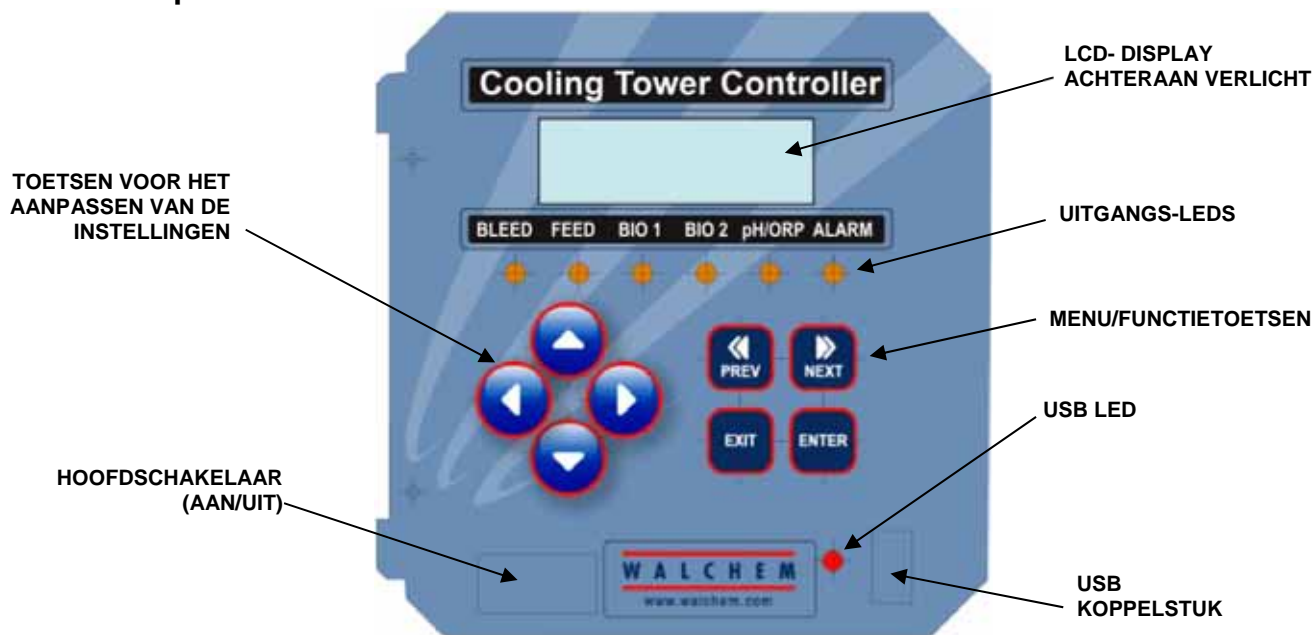 LCD- DISPLAY
ACHTERAAN VERLICHT
Cooling Tower Controller
TOETSEN VOOR HET
AANPASSEN VAN DE
INSTELLINGEN
BLEED FEED BIO 1 BIO 2 pH/ORP ALARM
UITGANGS-LEDS
MENU/FUNCTIETOETSEN
PREV NEXT
USB LED
EXIT ENTER
HOOFDSCHAKELAAR
(AAN/UIT)
WALCHEM
www.walchem.com
USB
KOPPELSTUK